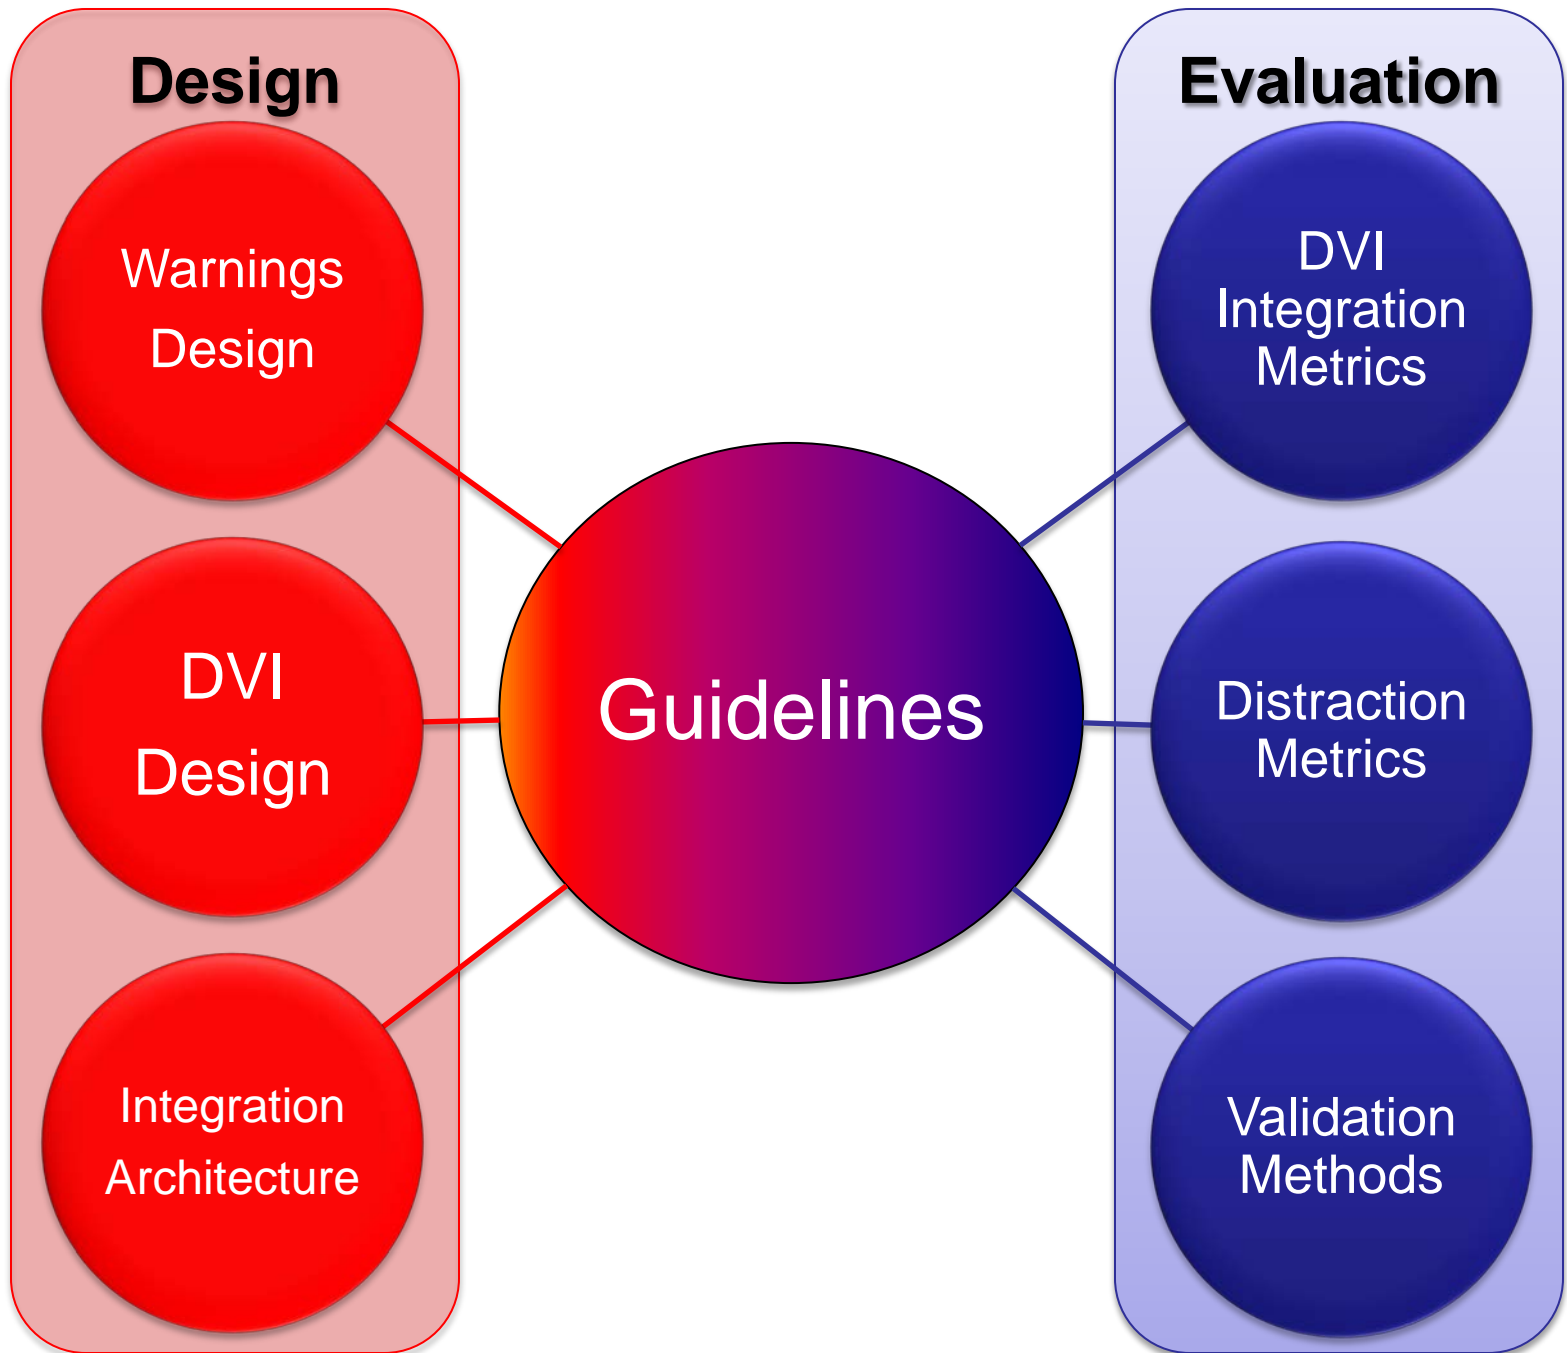 Design
Warnings
Design
DVI
Design
Integration
Architecture
Guidelines
Evaluation
DVI
Integration
Metrics
Distraction
Metrics
Validation
Methods